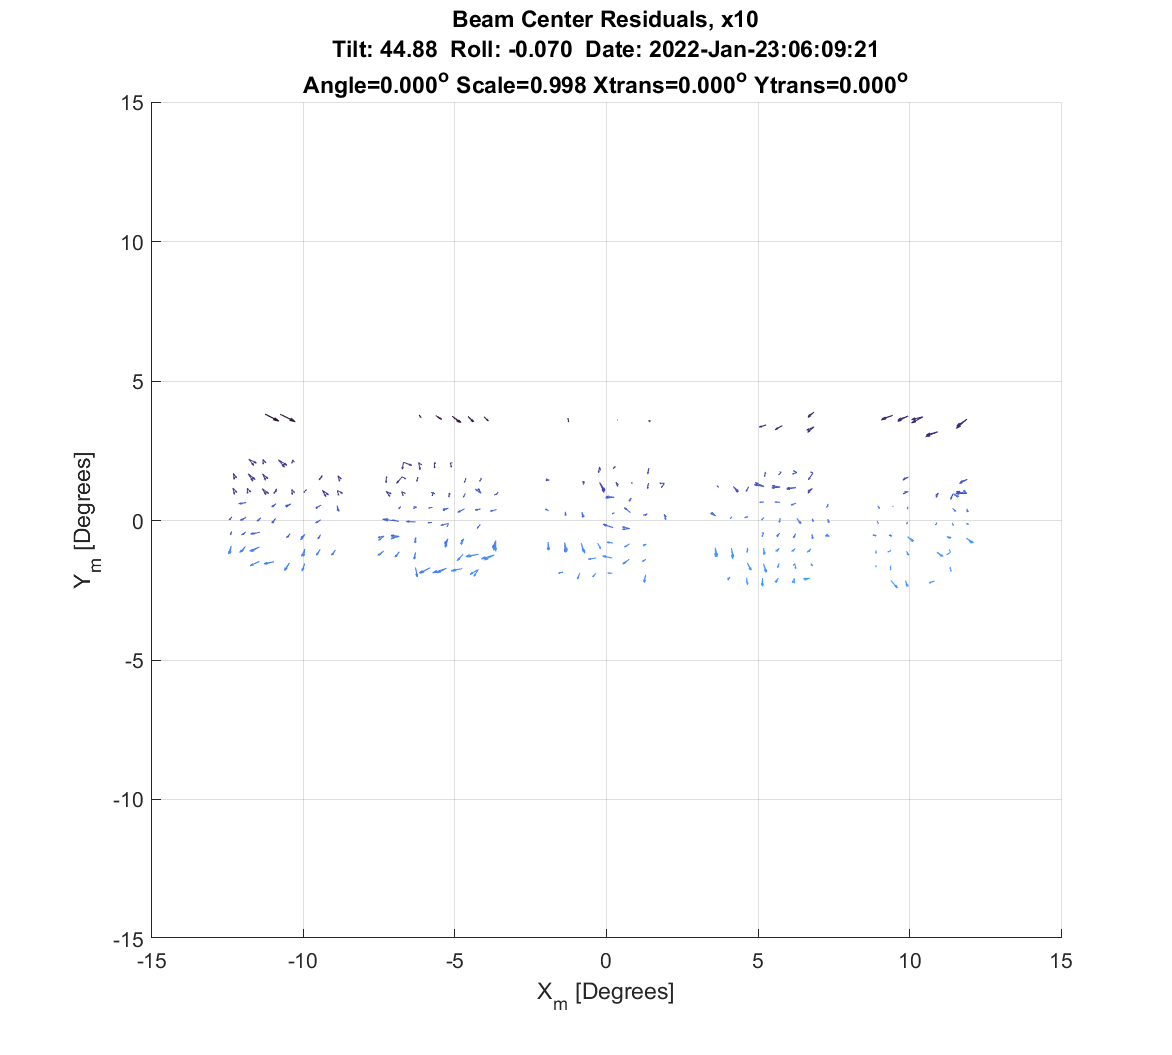 Beam Center Residuals, x10
Tilt: 44.88 Roll: -0.070 Date: 2022-Jan-23:06:09:21
Angle=0.000° Scale=0.998 Xtrans=0.000° Ytrans=0.000°
15
10
5
0
-5
-10
-15
Y_m [Degrees]
-15 -10 -5 0 5 10 15
X_m [Degrees]